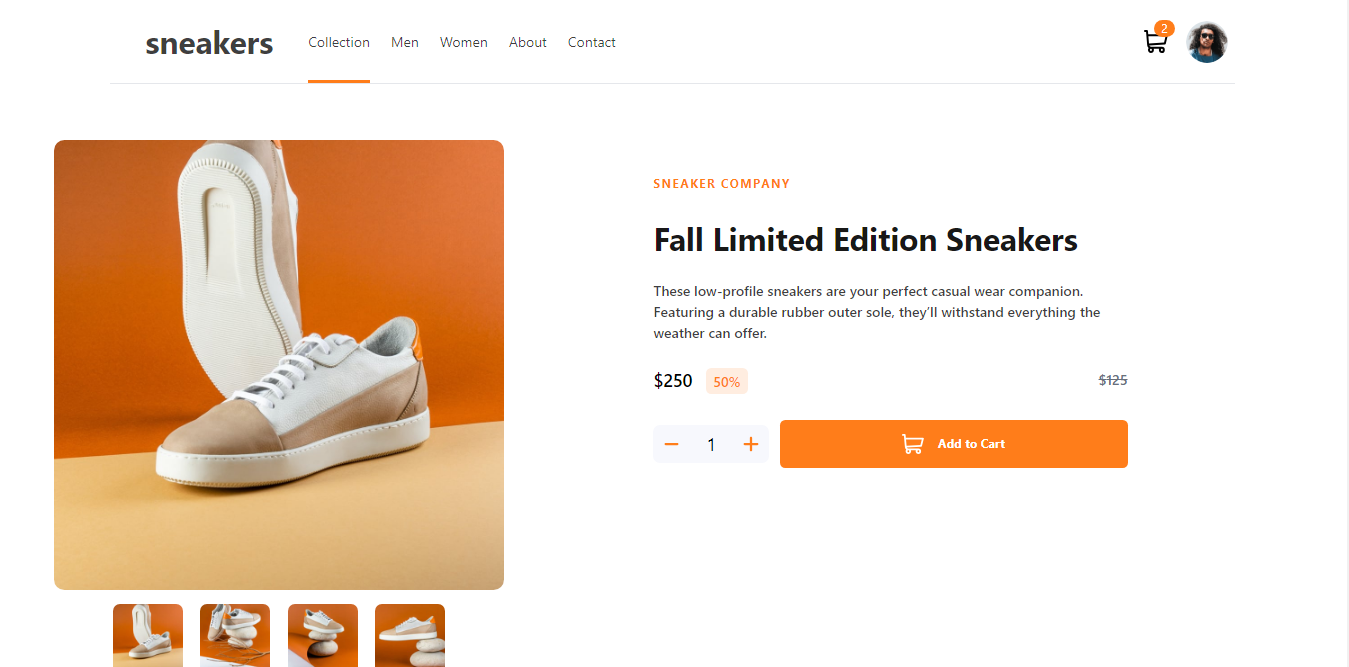 sneakers
Collection Men Women About Contact
2
SNEAKER COMPANY
Fall Limited Edition Sneakers
These low-profile sneakers are your perfect casual wear companion.
Featuring a durable rubber outer sole, they’ll withstand everything the
weather can offer.
$250 50% $125
1 Add to Cart